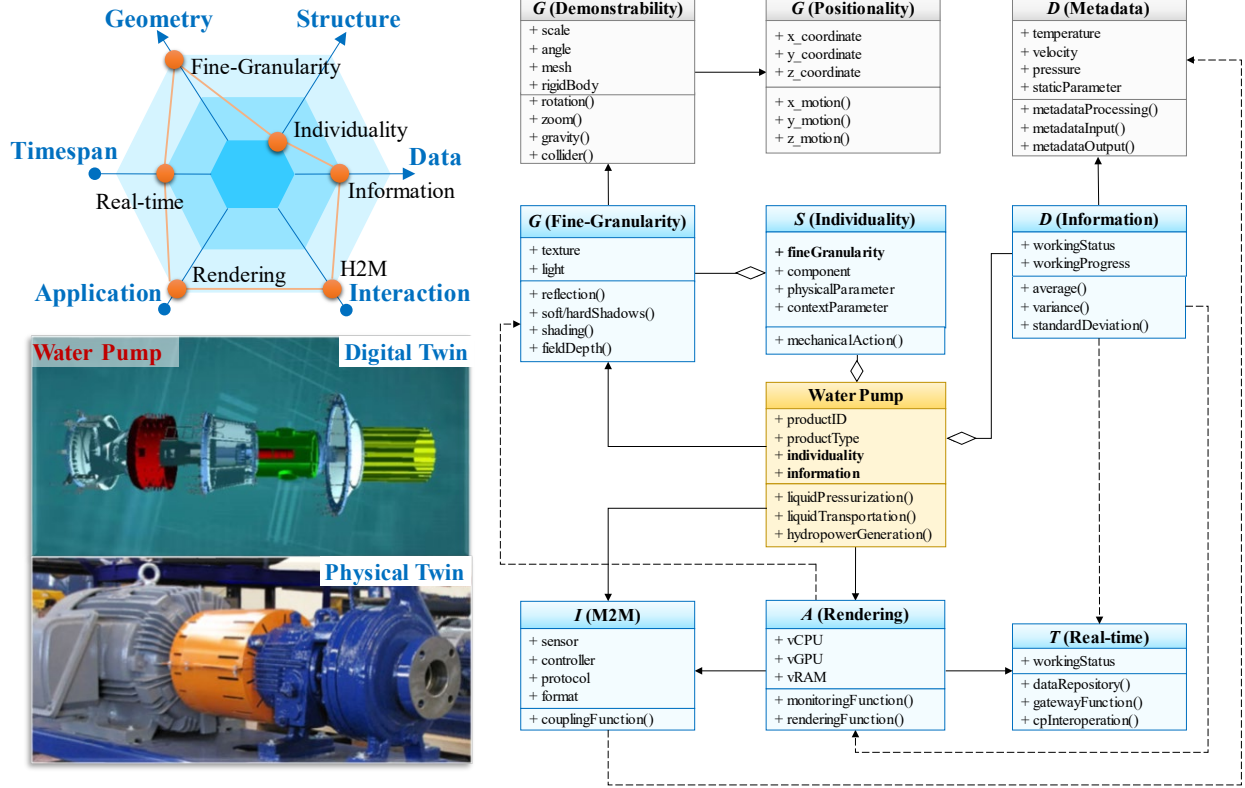 Geometry
Structure
Fine-Granularity
Individuality
Timespan
Data
Real-time
Information
Rendering
H2M
Application
Interaction
Water Pump
Digital Twin
Physical Twin
G (Demonstrability)
+ scale
+ angle
+ mesh
+ rigidBody
+ rotation()
+ zoom()
+ gravity()
+ collider()
G (Positionality)
+ x_coordinate
+ y_coordinate
+ z_coordinate
+ x_motion()
+ y_motion()
+ z_motion()
D (Metadata)
+ temperature
+ velocity
+ pressure
+ staticParameter
+ metadataProcessing()
+ metadataInput()
+ metadataOutput()
G (Fine-Granularity)
+ texture
+ light
+ reflection()
+ soft/hardShadows()
+ shading()
+ fieldDepth()
S (Individuality)
+ fineGranularity
+ component
+ physicalParameter
+ contextParameter
+ mechanicalAction()
D (Information)
+ workingStatus
+ workingProgress
+ average()
+ variance()
+ standardDeviation()
Water Pump
+ productID
+ productType
+ individuality
+ information
+ liquidPressurization()
+ liquidTransportation()
+ hydropowerGeneration()
I (M2M)
+ sensor
+ controller
+ protocol
+ format
+ couplingFunction()
A (Rendering)
+ vCPU
+ vGPU
+ vRAM
+ monitoringFunction()
+ renderingFunction()
T (Real-time)
+ workingStatus
+ dataRepository()
+ gatewayFunction()
+ cpInteroperation()